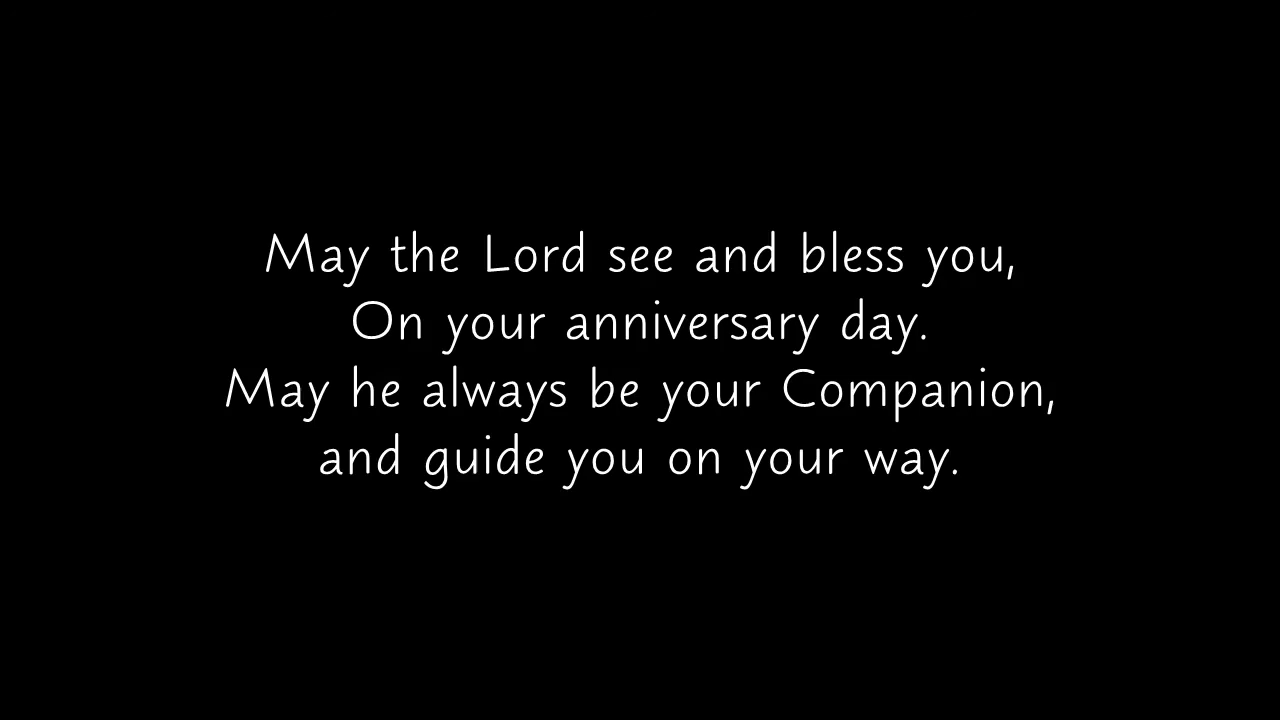 May the Lord see and bless you,
On your anniversary day.
May he always be your Companion,
and guide you on your way.